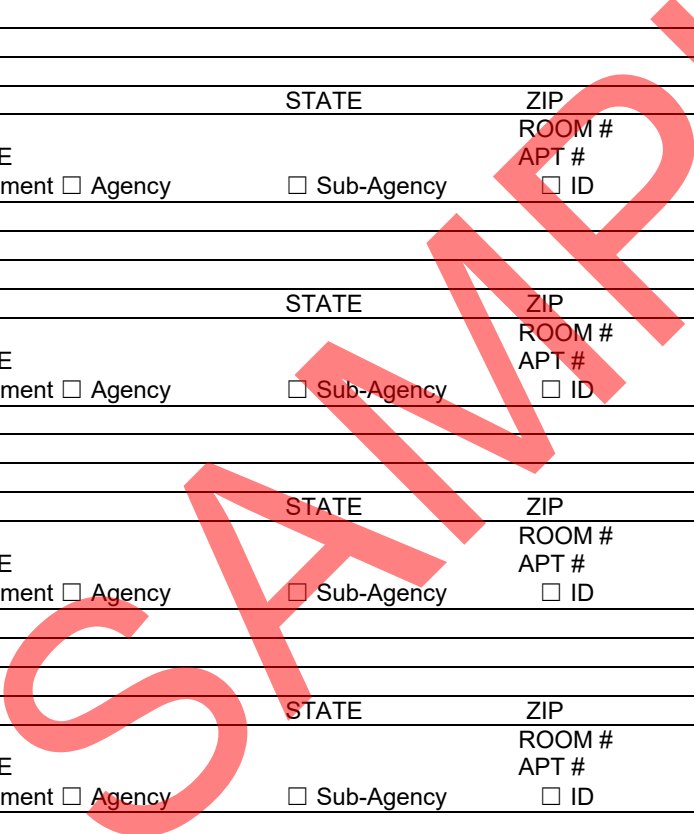 STATE ZIP
ROOM #
E APT #
ment ☐ Agency ☐ Sub-Agency ☐ ID
STATE ZIP
ROOM #
E APT #
ment ☐ Agency ☐ Sub-Agency ☐ ID
STATE ZIP
ROOM #
E APT #
ment ☐ Agency ☐ Sub-Agency ☐ ID
STATE ZIP
ROOM #
E APT #
ment ☐ Agency ☐ Sub-Agency ☐ ID
SAMP